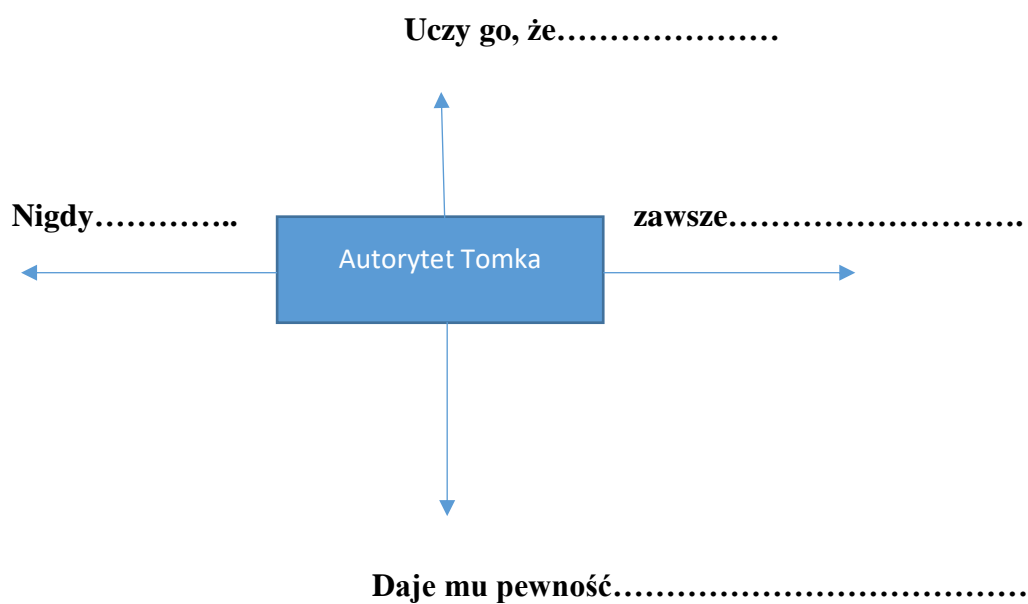 Uczy go, że…………………
Nigdy………….. zawsze……………………….
Autorytet Tomka
Daje mu pewność…………………………………